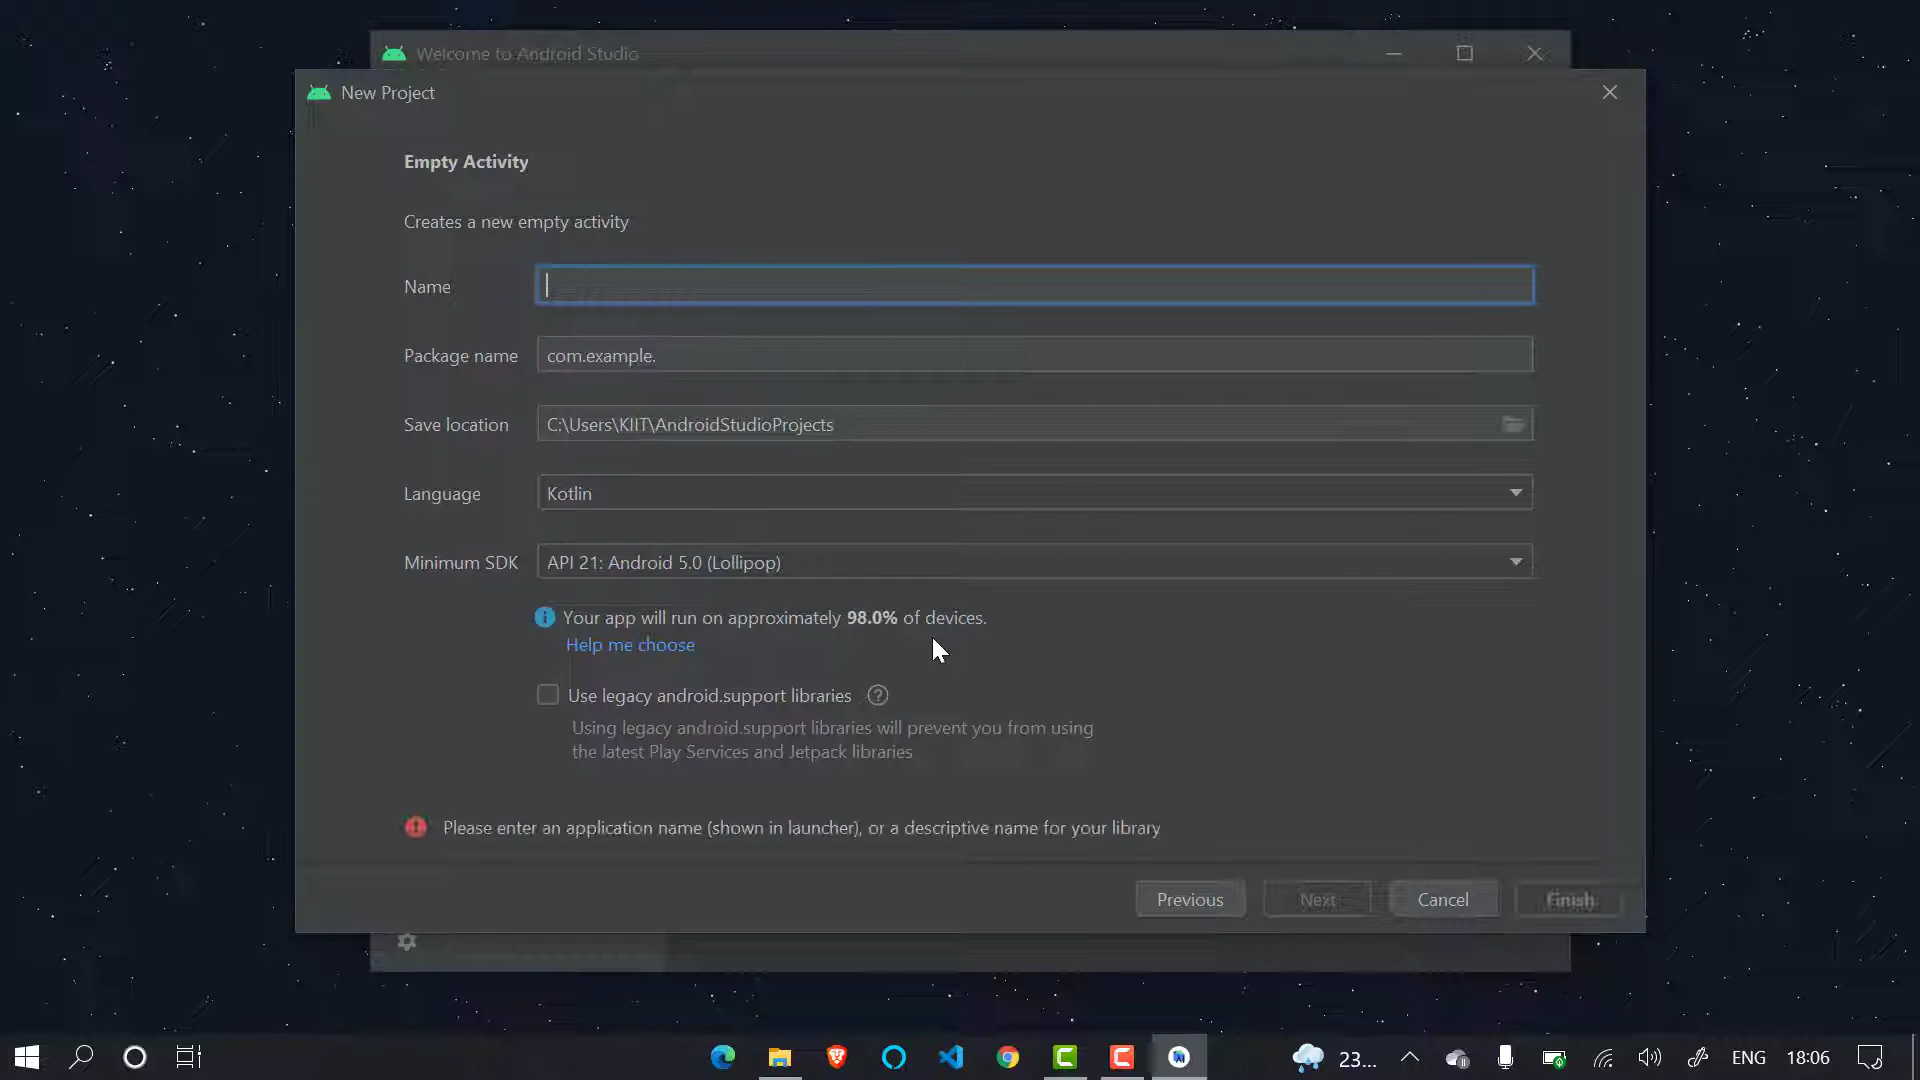 Welcome to Android Studio
New Project
Empty Activity
Creates a new empty activity
Name
Package name
com.example.
Save location
C:\Users\KIIT\AndroidStudioProjects
Language
Kotlin
Minimum SDK
API 21: Android 5.0 (Lollipop)
Your app will run on approximately 98.0% of devices.
Help me choose
Use legacy android.support libraries
Using legacy android.support libraries will prevent you from using
the latest Play Services and Jetpack libraries
Please enter an application name (shown in launcher), or a descriptive name for your library
Previous
Next
Cancel
Finish
23...
ENG
18:06